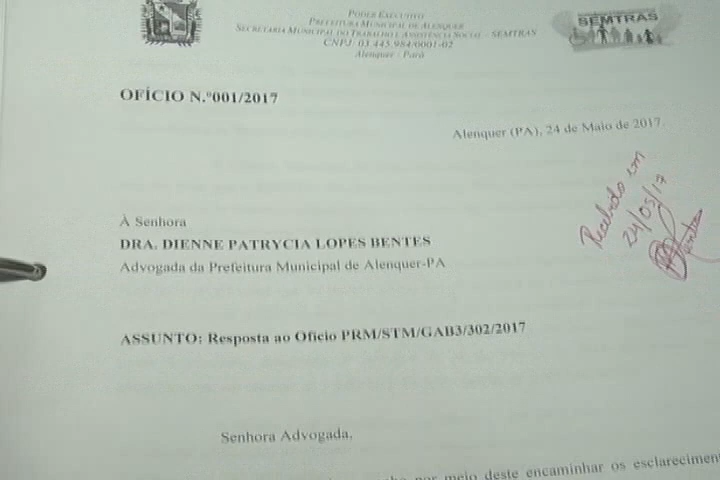 PODER EXECUTIVO
PREFEITURA MUNICIPAL DE ALENQUER
SECRETARIA MUNICIPAL DO TRABALHO E ASSISTÊNCIA SOCIAL - SEMTRAS
CNPJ: 03.445.984/0001-02
Alenquer - Pará
SEMTRAS
OFÍCIO N.º001/2017
Alenquer (PA), 24 de Maio de 2017.
Recebido em
24/05/17
À Senhora
DRA. DIENNE PATRYCIA LOPES BENTES
Advogada da Prefeitura Municipal de Alenquer-PA
ASSUNTO: Resposta ao Oficio PRM/STM/GAB3/302/2017
Senhora Advogada,
por meio deste encaminhar os esclareciment